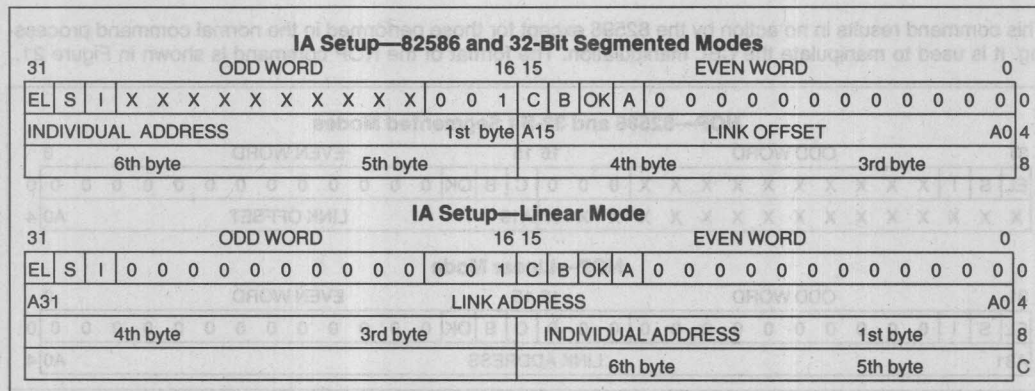 IA Setup—82586 and 32-Bit Segmented Modes
31 ODD WORD 16 15 EVEN WORD 0
EL S I X X X X X X X X X X 0 0 1 C B OK A 0 0 0 0 0 0 0 0 0 0 0 0 0
INDIVIDUAL ADDRESS 1st byte A15 LINK OFFSET A0 4
6th byte 5th byte 4th byte 3rd byte
IA Setup—Linear Mode
31 ODD WORD 16 15 EVEN WORD 0
EL S I 0 0 0 0 0 0 0 0 0 0 0 0 1 C B OK A 0 0 0 0 0 0 0 0 0 0 0 0 0
A31 LINK ADDRESS A0 4
4th byte 3rd byte INDIVIDUAL ADDRESS 1st byte 8
6th byte 5th byte C